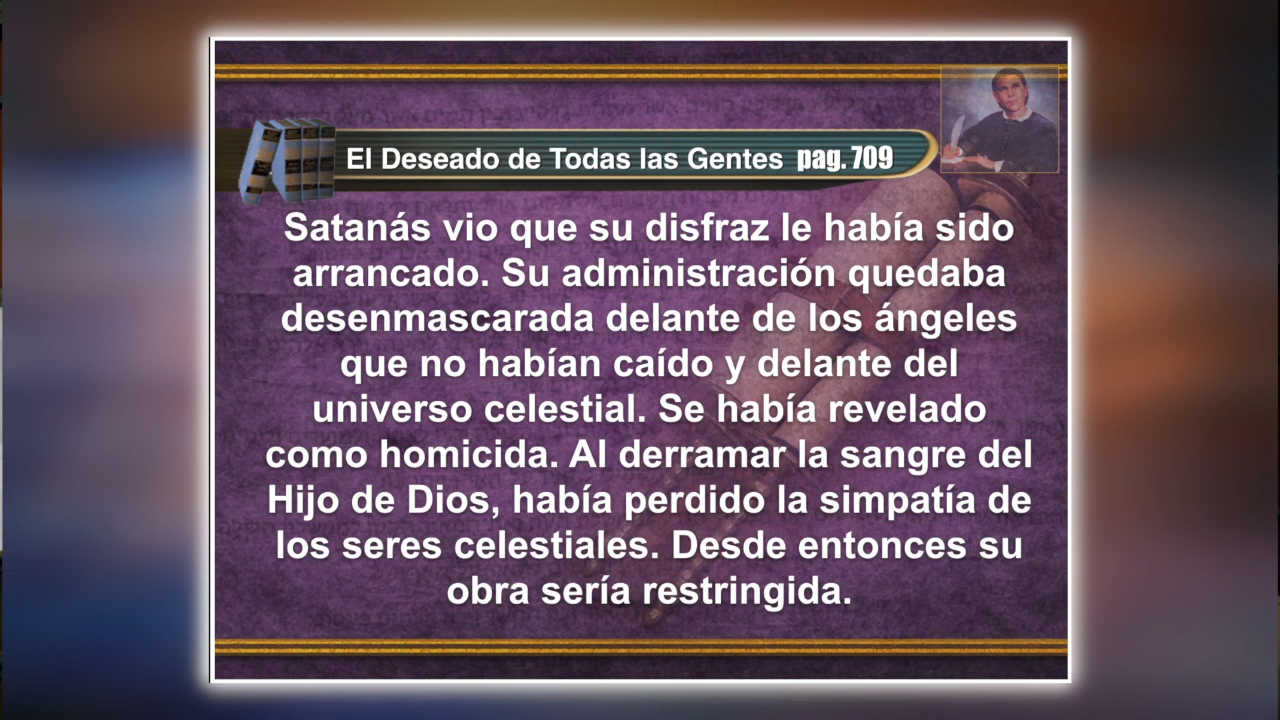 El Deseado de Todas las Gentes pag. 709
Satanás vio que su disfraz le había sido
arrancado. Su administración quedaba
desenmascarada delante de los ángeles
que no habían caído y delante del
universo celestial. Se había revelado
como homicida. Al derramar la sangre del
Hijo de Dios, había perdido la simpatía de
los seres celestiales. Desde entonces su
obra sería restringida.